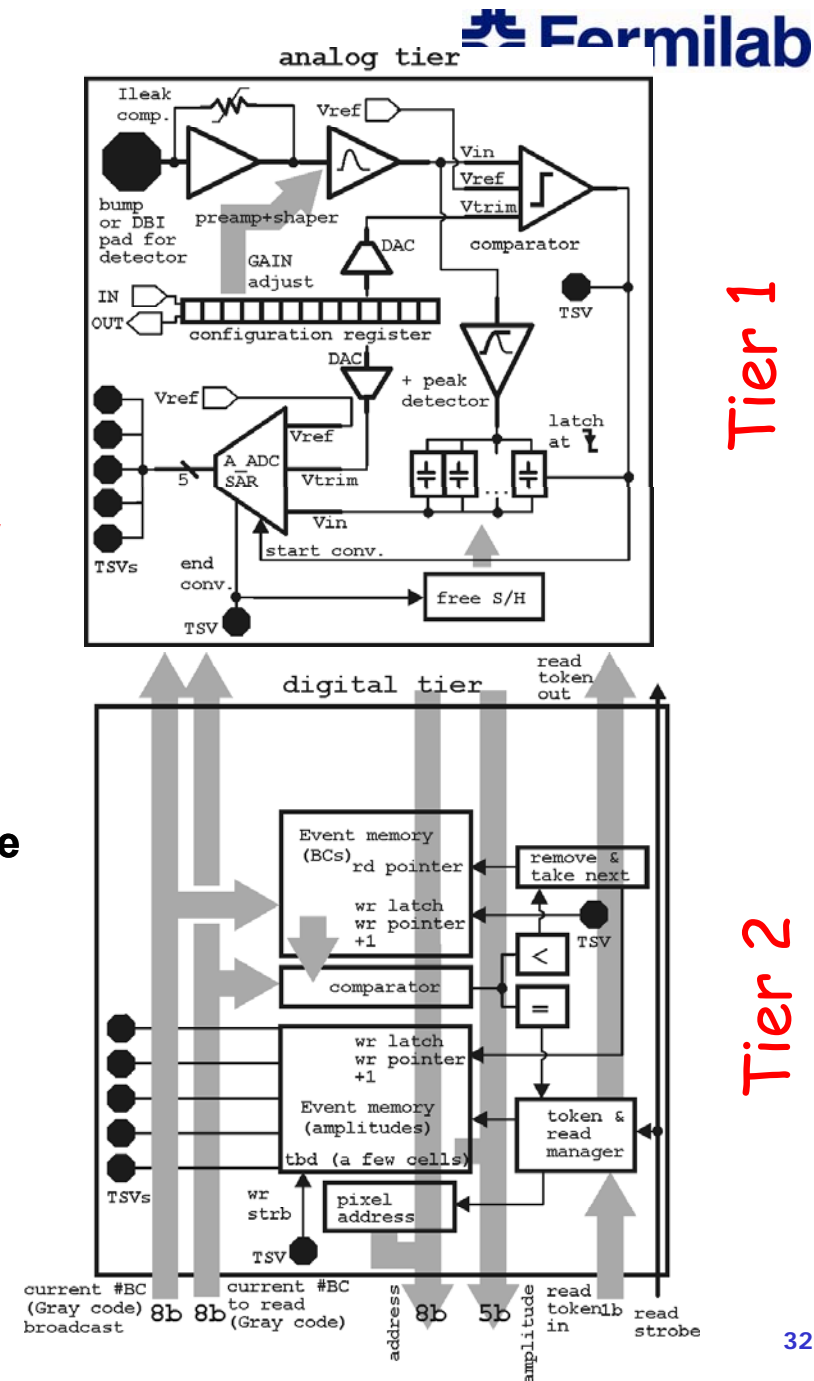 Fermilab
analog tier
Ileak
comp.
Vref
Vin
Vref
Vtrim
bump
or DBI
pad for
detector
preamp+shaper
comparator
DAC
GAIN
adjust
IN
OUT
TSV
configuration register
DAC
+ peak
detector
Vref
Vref
latch
at
A_ADC
SAR
5
Vtrim
Vin
...
TSVs
start conv.
end
conv.
free S/H
TSV
Tier 1
read
token
out
digital tier
Event memory
(BCs)
rd pointer
remove &
take next
wr latch
wr pointer
+1
TSV
<
comparator
=
wr latch
wr pointer
+1
Event memory
(amplitudes)
tbd (a few cells)
token &
read
manager
TSVs
wr
strb
pixel
address
TSV
Tier 2
e
current #BC
(Gray code)
broadcast
8b
8b
current #BC
to read
(Gray code)
address
8b
5b
amplitude
read
token
in
1b
read
strobe
32